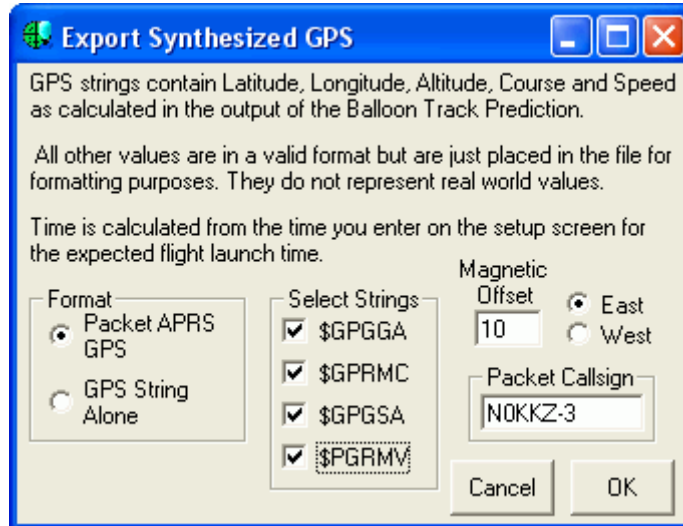 Export Synthesized GPS
GPS strings contain Latitude, Longitude, Altitude, Course and Speed
as calculated in the output of the Balloon Track Prediction.
All other values are in a valid format but are just placed in the file for
formatting purposes. They do not represent real world values.
Time is calculated from the time you enter on the setup screen for
the expected flight launch time.
Format
Packet APRS
GPS
GPS String
Alone
Select Strings
$GPGGA
$GPRMC
$GPGSA
$PGRMV
Magnetic
Offset
10
East
West
Packet Callsign
N0KKZ-3
Cancel
OK